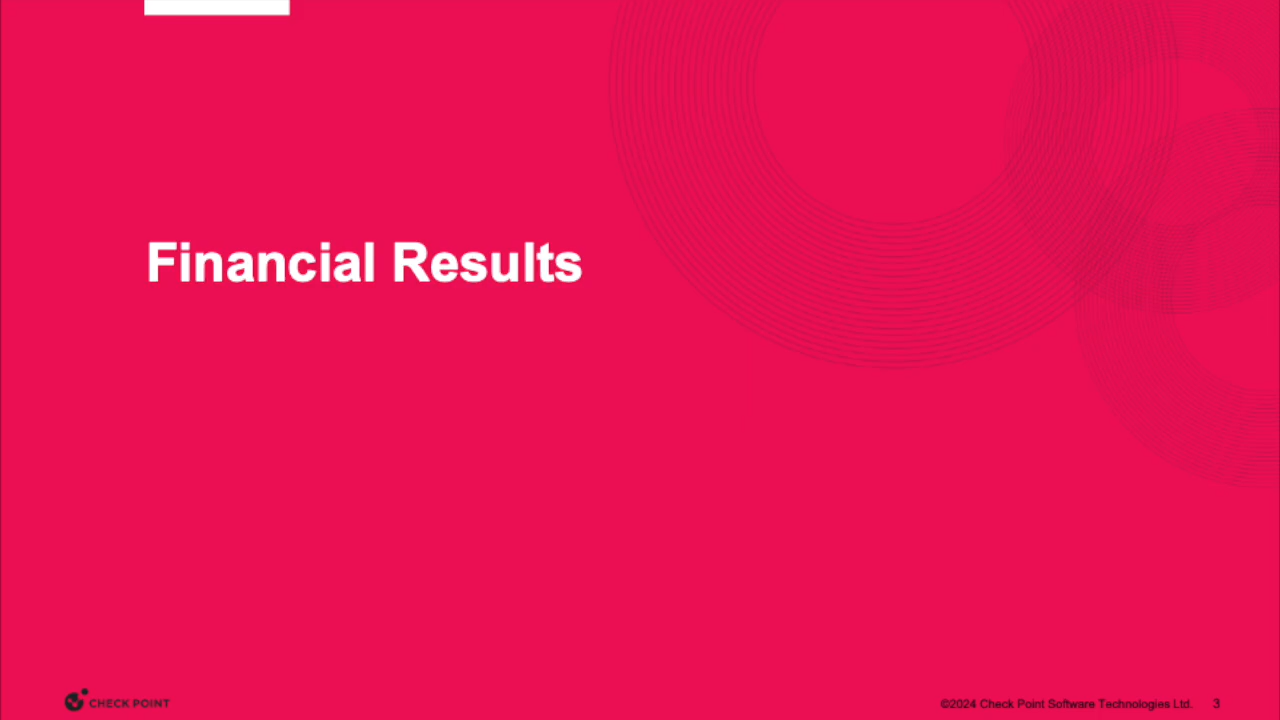 Financial Results
CHECK POINT
©2024 Check Point Software Technologies Ltd. 3